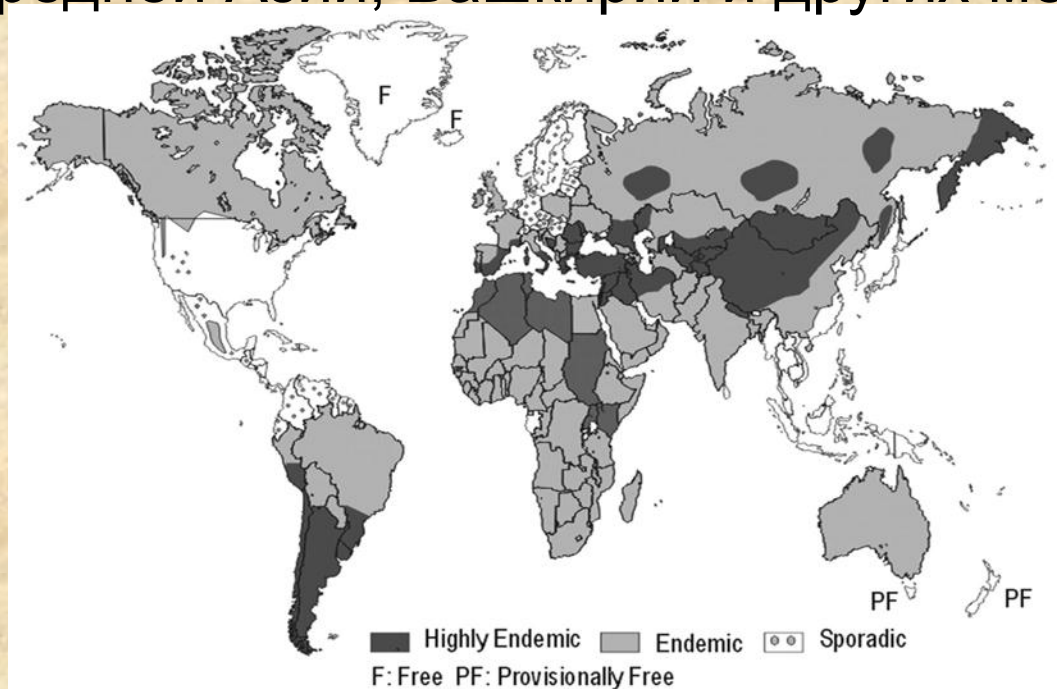 Азии, Башкирии и других
F
F
PF
PF
Highly Endemic Endemic Sporadic
F: Free PF: Provisionally Free